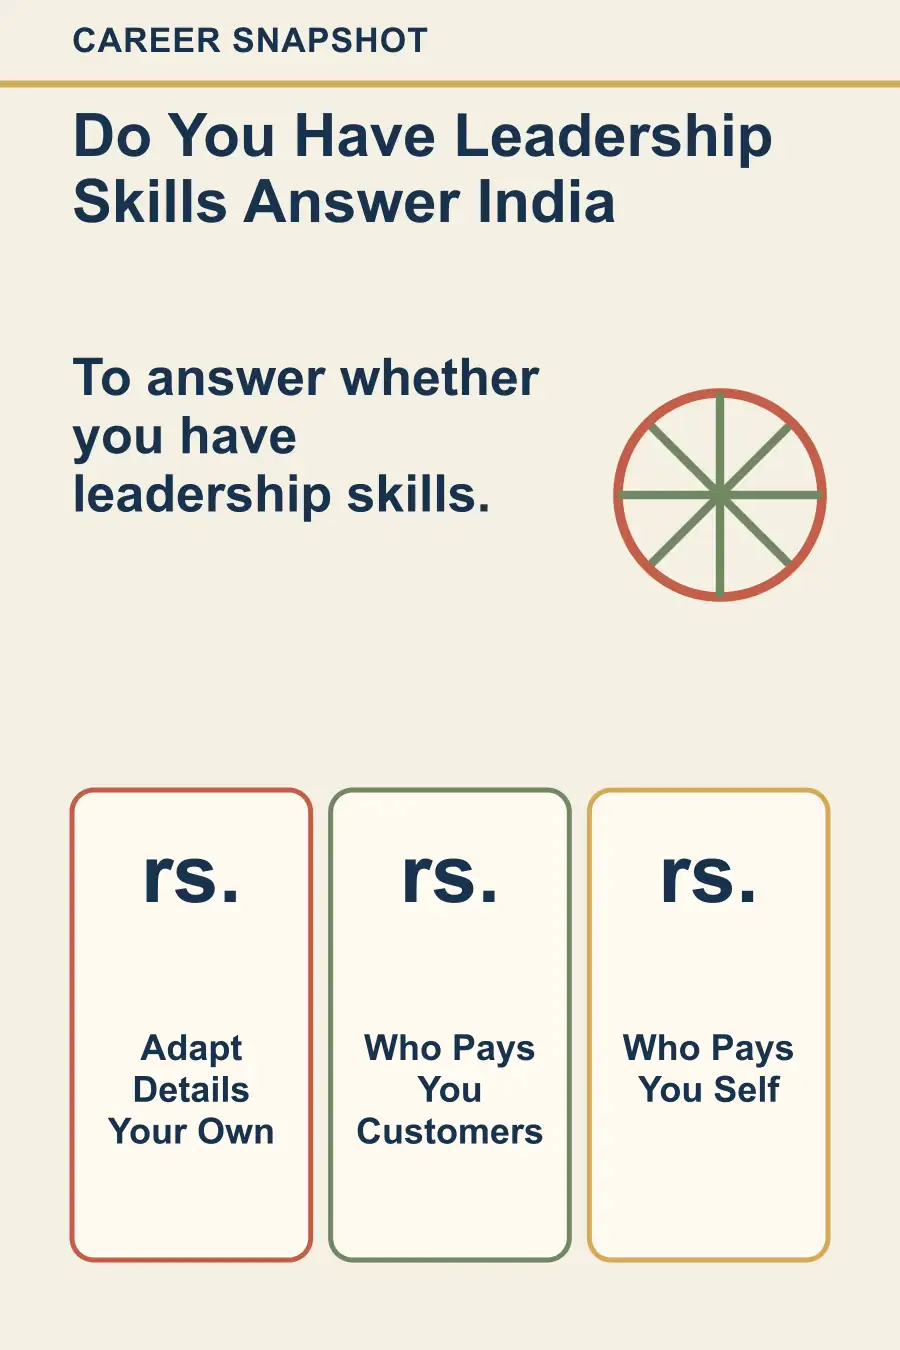 CAREER SNAPSHOT
Do You Have Leadership
Skills Answer India
To answer whether
you have
leadership skills.
rs.
Adapt
Details
Your Own
rs.
Who Pays
You
Customers
rs.
Who Pays
You Self